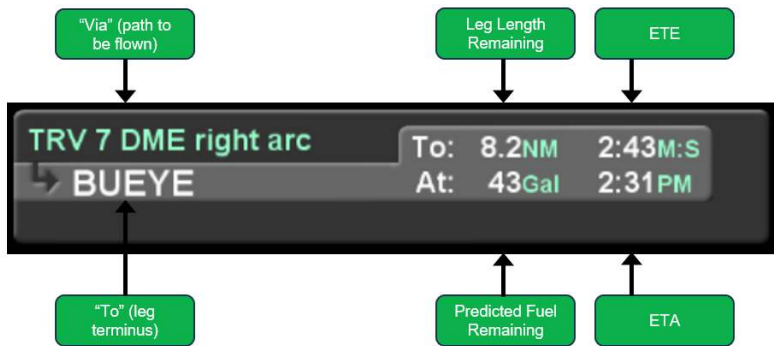 “Via” (path to
be flown)
Leg Length
Remaining
ETE
TRV 7 DME right arc
To: 8.2NM 2:43M:S
BUEYE
At: 43Gal 2:31PM
“To” (leg
terminus)
Predicted Fuel
Remaining
ETA